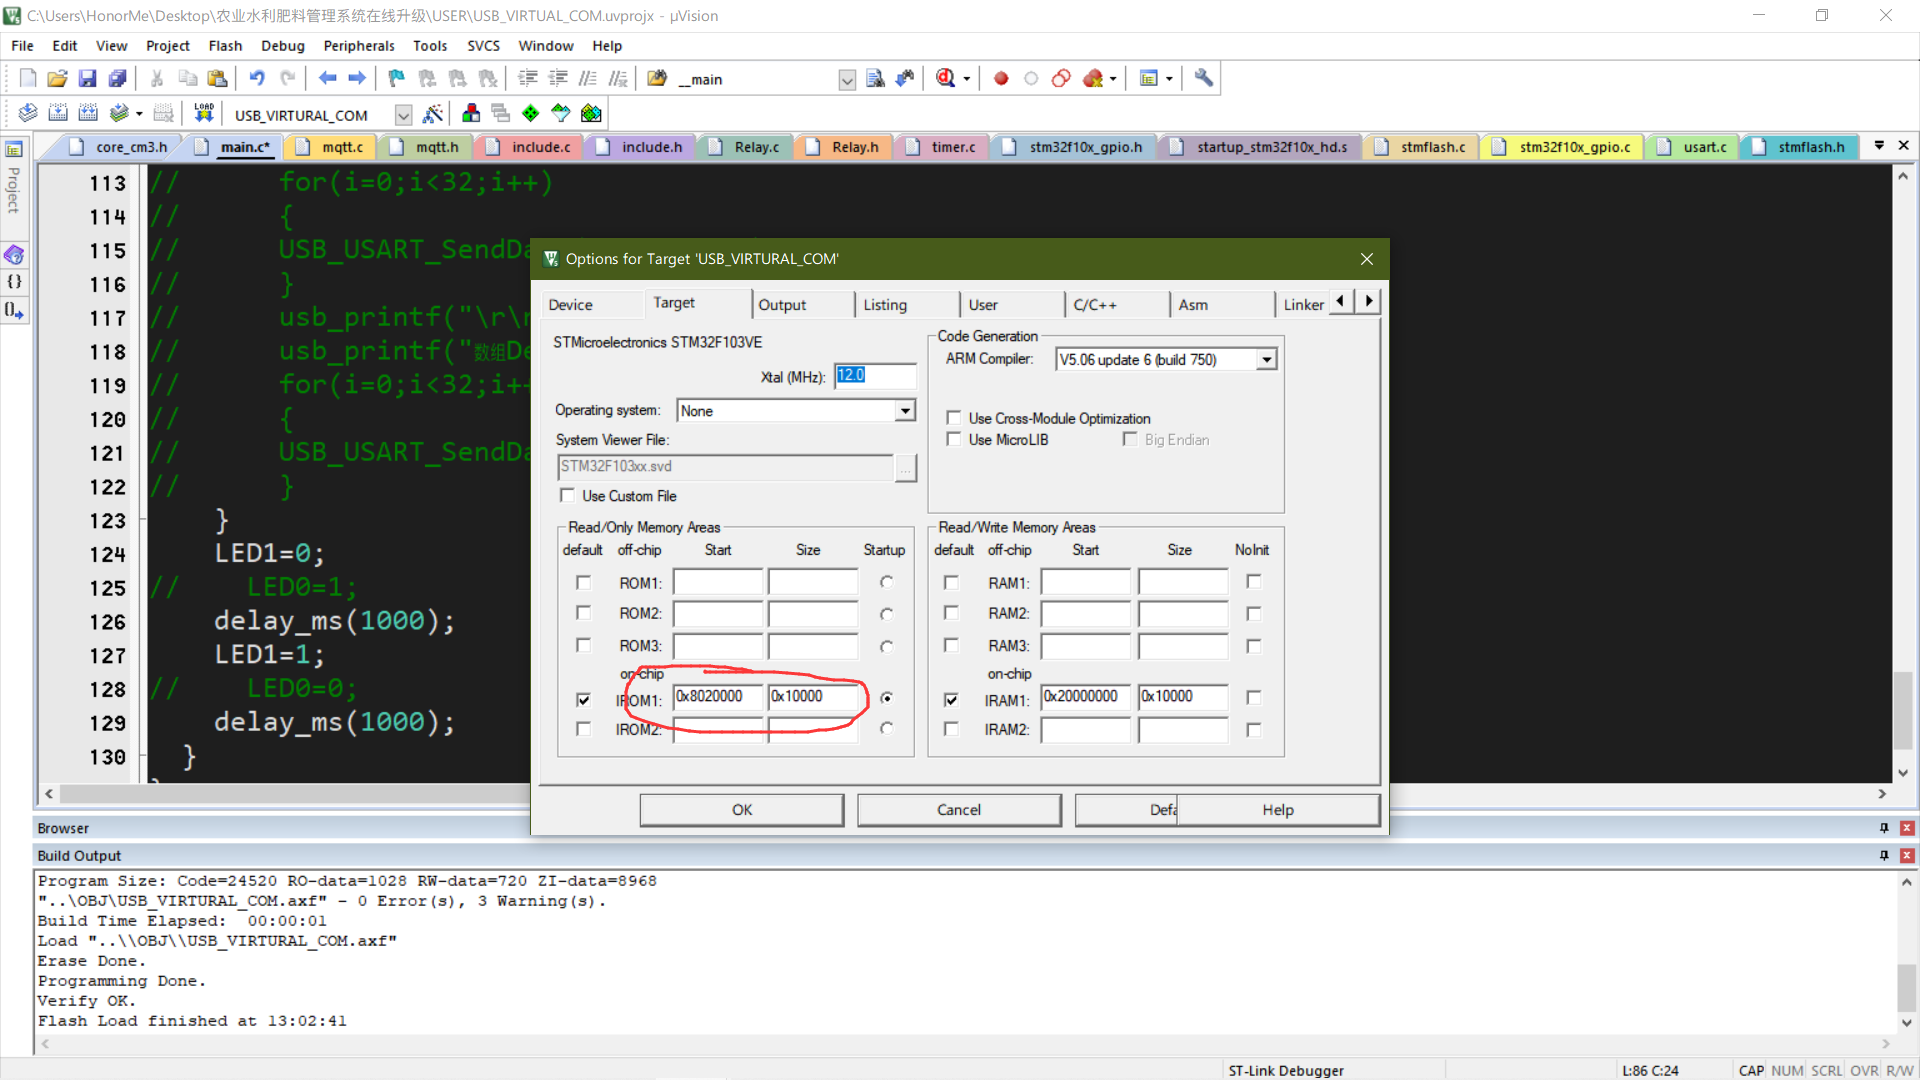 C:\Users\HonorMe\Desktop\农业水利肥料管理系统在线升级\USER\USB_VIRTUAL_COM.uvprojx - µVision
File Edit View Project Flash Debug Peripherals Tools SVCS Window Help
__main
LOAD USB_VIRTURAL_COM
core_cm3.h main.c* mqtt.c mqtt.h include.c include.h Relay.c Relay.h timer.c stm32f10x_gpio.h startup_stm32f10x_hd.s stmflash.c stm32f10x_gpio.c usart.c stmflash.h
Project
113 // for(i=0;i<32;i++)
114 // {
115 // USB_USART_SendDa
116 // }
117 // usb_printf("\r\n
118 // usb_printf("数组De
119 // for(i=0;i<32;i++
120 // {
121 // USB_USART_SendDa
122 // }
123 }
124 LED1=0;
125 // LED0=1;
126 delay_ms(1000);
127 LED1=1;
128 // LED0=0;
129 delay_ms(1000);
130 }
Options for Target 'USB_VIRTURAL_COM'
Device Target Output Listing User C/C++ Asm Linker
STMicroelectronics STM32F103VE
Xtal (MHz): 12.0
Operating system: None
System Viewer File:
STM32F103xx.svd ...
Use Custom File
Code Generation
ARM Compiler: V5.06 update 6 (build 750)
Use Cross-Module Optimization
Use MicroLIB Big Endian
Read/Only Memory Areas
default off-chip Start Size Startup
ROM1:
ROM2:
ROM3:
on-chip
IROM1: 0x8020000 0x10000
IROM2:
Read/Write Memory Areas
default off-chip Start Size NoInit
RAM1:
RAM2:
RAM3:
on-chip
IRAM1: 0x20000000 0x10000
IRAM2:
OK Cancel Defa Help
Browser
Build Output
Program Size: Code=24520 RO-data=1028 RW-data=720 ZI-data=8968
"..\OBJ\USB_VIRTURAL_COM.axf" - 0 Error(s), 3 Warning(s).
Build Time Elapsed: 00:00:01
Load "..\\OBJ\\USB_VIRTURAL_COM.axf"
Erase Done.
Programming Done.
Verify OK.
Flash Load finished at 13:02:41
ST-Link Debugger L:86 C:24 CAP NUM SCRL OVR R/W